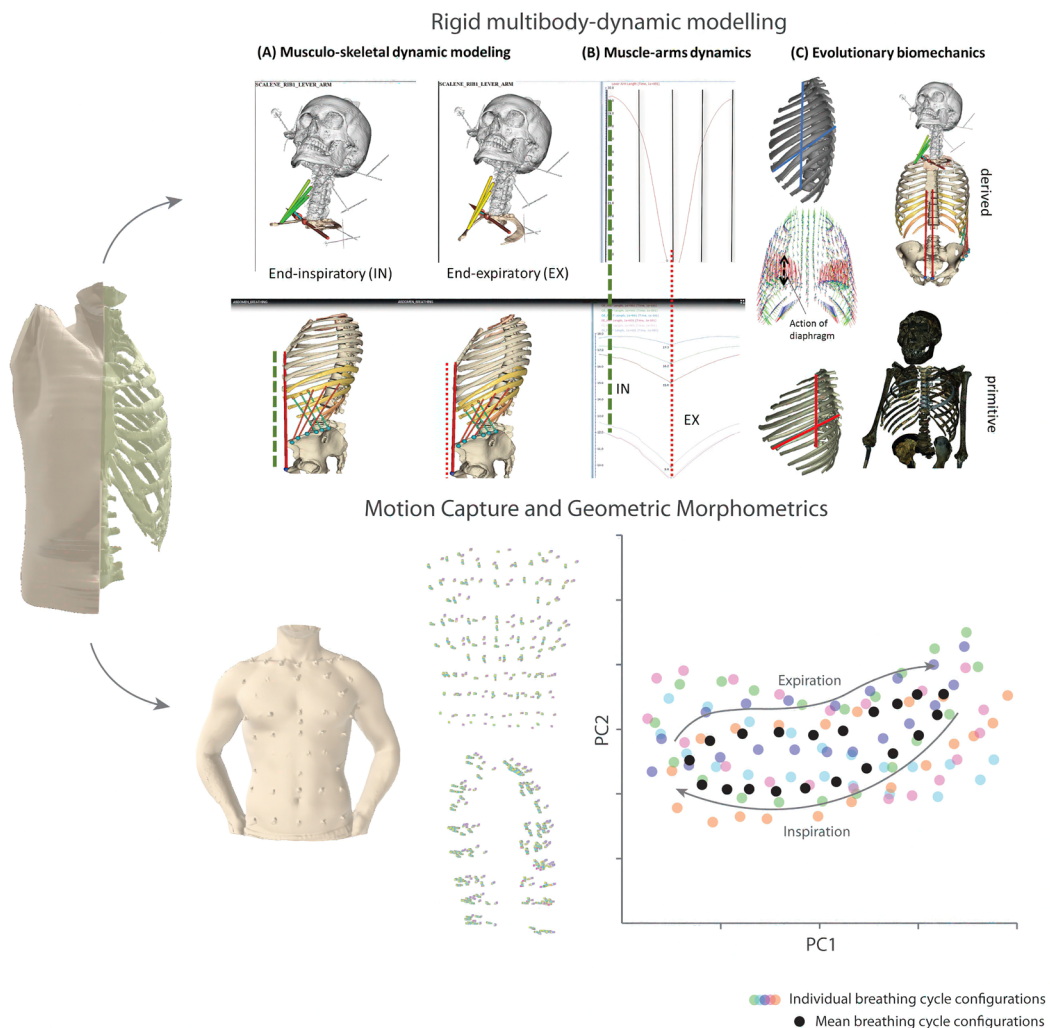 Rigid multibody-dynamic modelling
(A) Musculo-skeletal dynamic modeling
(B) Muscle-arms dynamics
(C) Evolutionary biomechanics
SCALENE_RIB1_LEVER_ARM
SCALENE_RIB1_LEVER_ARM
End-inspiratory (IN)
End-expiratory (EX)
derived
Action of
diaphragm
ABDOMEN_BREATHING
ABDOMEN_BREATHING
IN
EX
primitive
Motion Capture and Geometric Morphometrics
Expiration
PC2
Inspiration
PC1
Individual breathing cycle configurations
Mean breathing cycle configurations